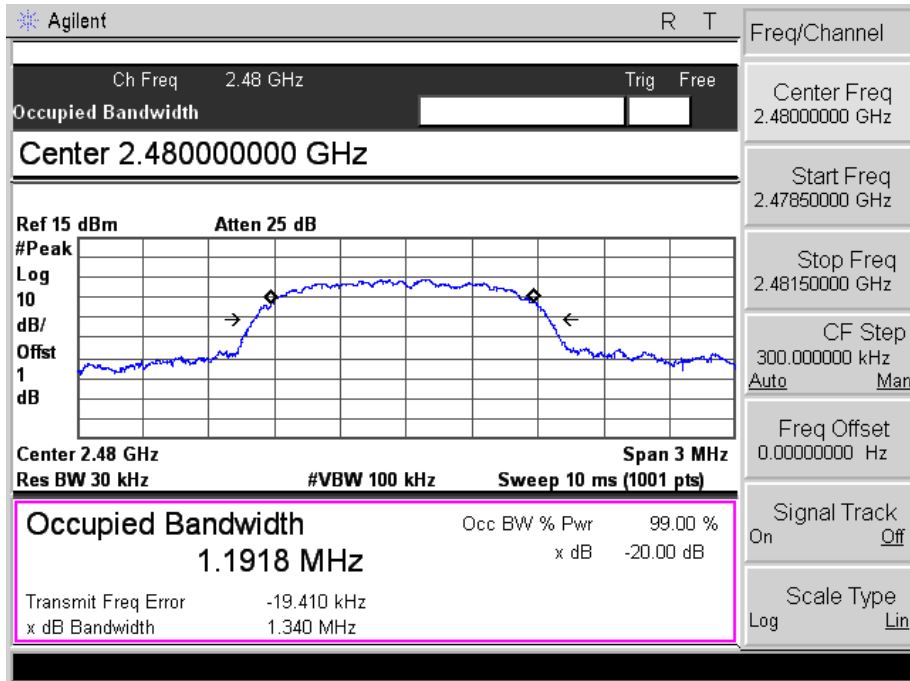 Agilent R T
Ch Freq 2.48 GHz Trig Free
Occupied Bandwidth
Center 2.480000000 GHz
Ref 15 dBm Atten 25 dB
#Peak
Log
10
dB/
Offst
1
dB
Center 2.48 GHz Span 3 MHz
Res BW 30 kHz #VBW 100 kHz Sweep 10 ms (1001 pts)
Occupied Bandwidth Occ BW % Pwr 99.00 %
1.1918 MHz x dB -20.00 dB
Transmit Freq Error -19.410 kHz
x dB Bandwidth 1.340 MHz
Freq/Channel
Center Freq
2.48000000 GHz
Start Freq
2.47850000 GHz
Stop Freq
2.48150000 GHz
CF Step
300.000000 kHz
Auto Man
Freq Offset
0.00000000 Hz
Signal Track
On Off
Scale Type
Log Lin